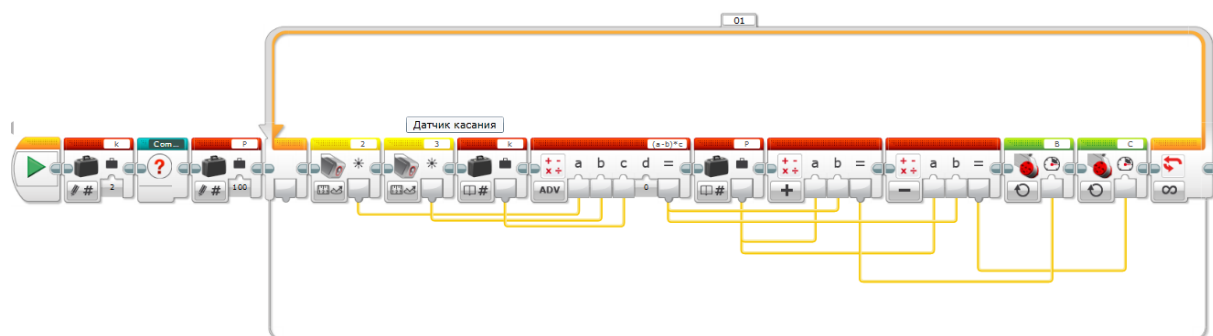 01
Датчик касания
k Com... P 2 3 k (a-b)*c P B C
? a b c d = a b = a b =
# 2 # 100 # ADV 0 # + − ∞